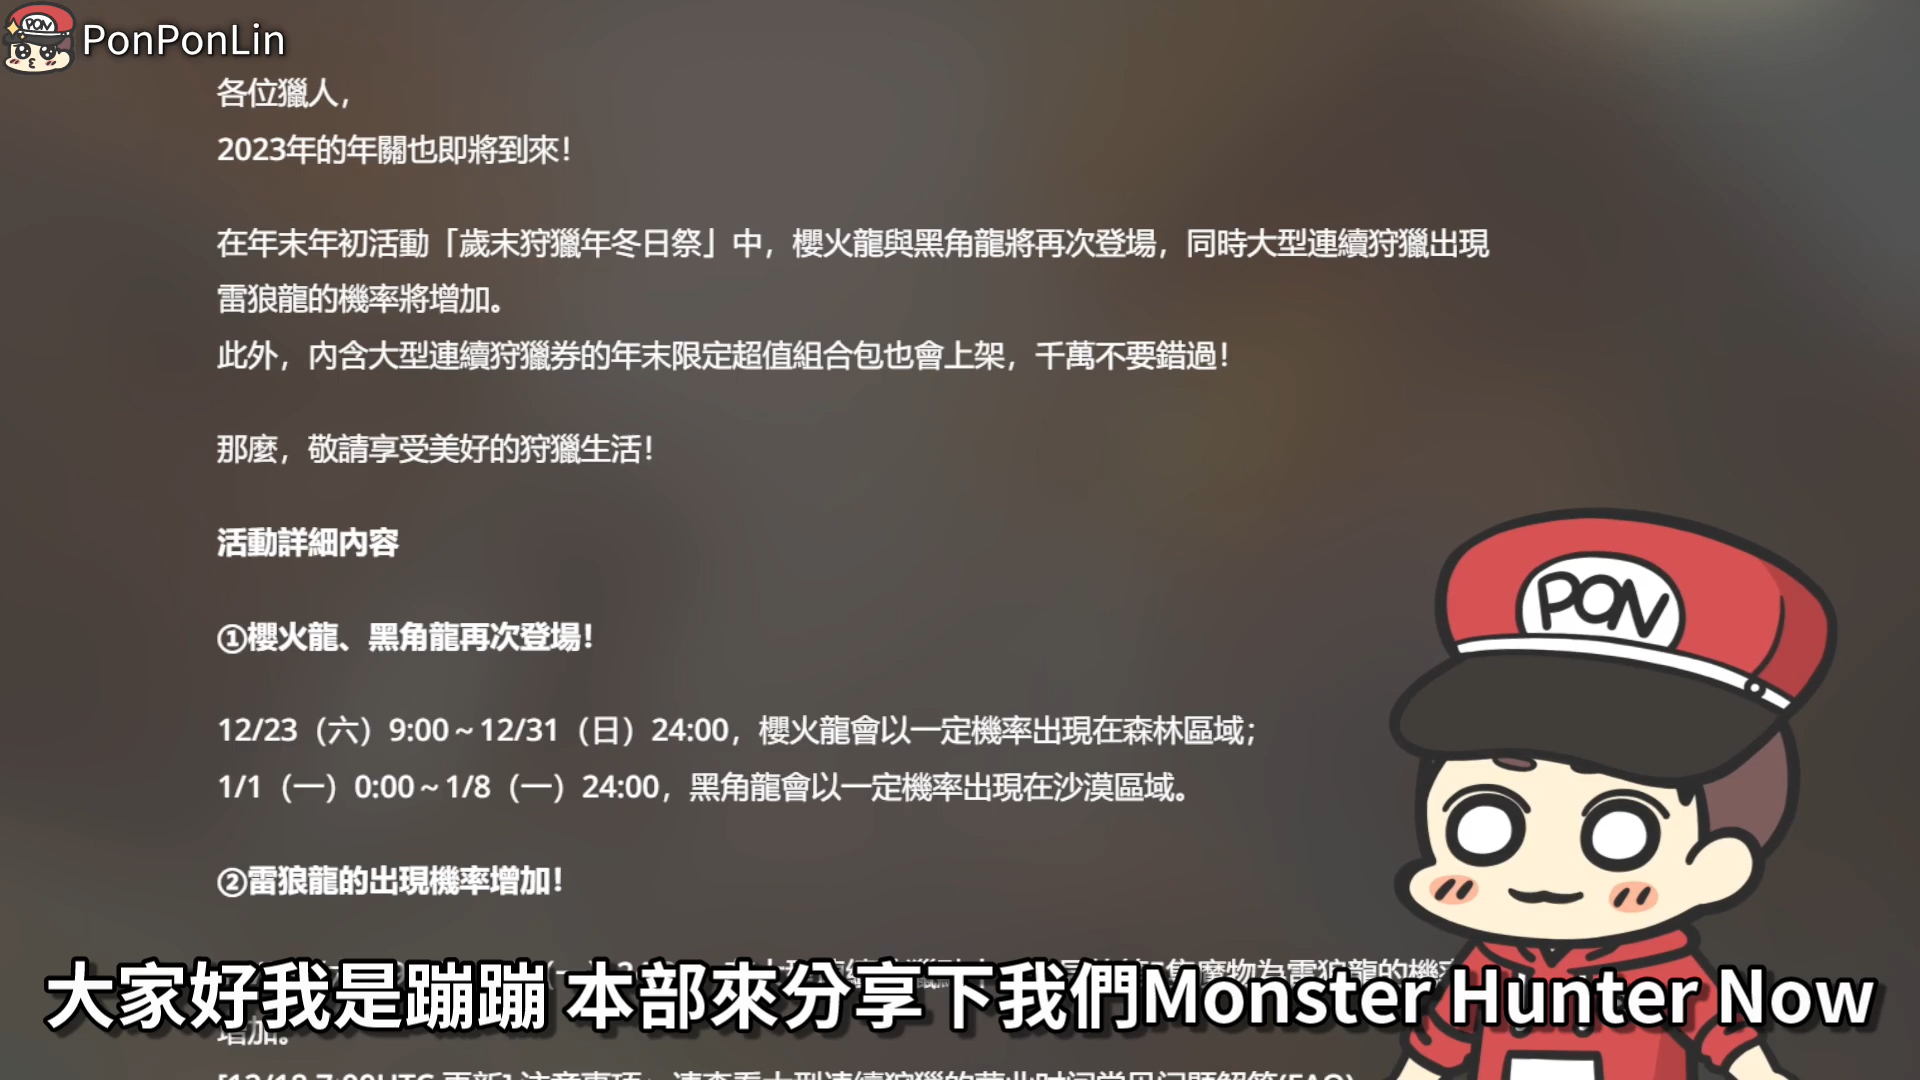 PON
PonPonLin
各位獵人，
2023年的年關也即將到來！
在年末年初活動「歲末狩獵年冬日祭」中，櫻火龍與黑角龍將再次登場，同時大型連續狩獵出現
雷狼龍的機率將增加。
此外，內含大型連續狩獵券的年末限定超值組合包也會上架，千萬不要錯過！
那麼，敬請享受美好的狩獵生活！
活動詳細內容
①櫻火龍、黑角龍再次登場！
12/23（六）9:00～12/31（日）24:00，櫻火龍會以一定機率出現在森林區域；
1/1（一）0:00～1/8（一）24:00，黑角龍會以一定機率出現在沙漠區域。
②雷狼龍的出現機率增加！
PON
大家好我是蹦蹦 本部來分享下我們Monster Hunter Now
增加。